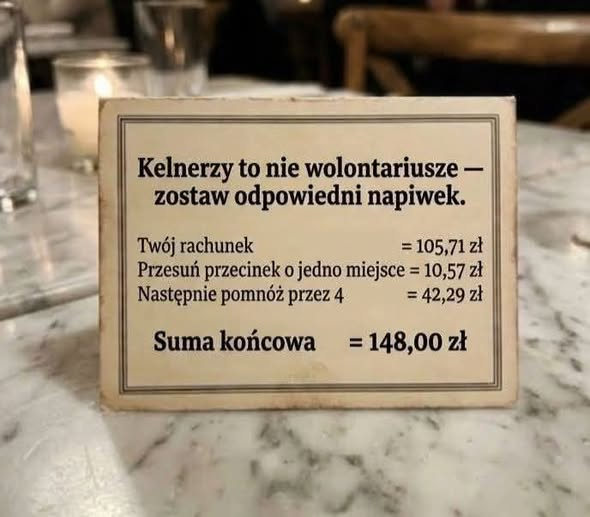 Kelnerzy to nie wolontariusze —
zostaw odpowiedni napiwek.
Twój rachunek = 105,71 zł
Przesuń przecinek o jedno miejsce = 10,57 zł
Następnie pomnóż przez 4 = 42,29 zł
Suma końcowa = 148,00 zł